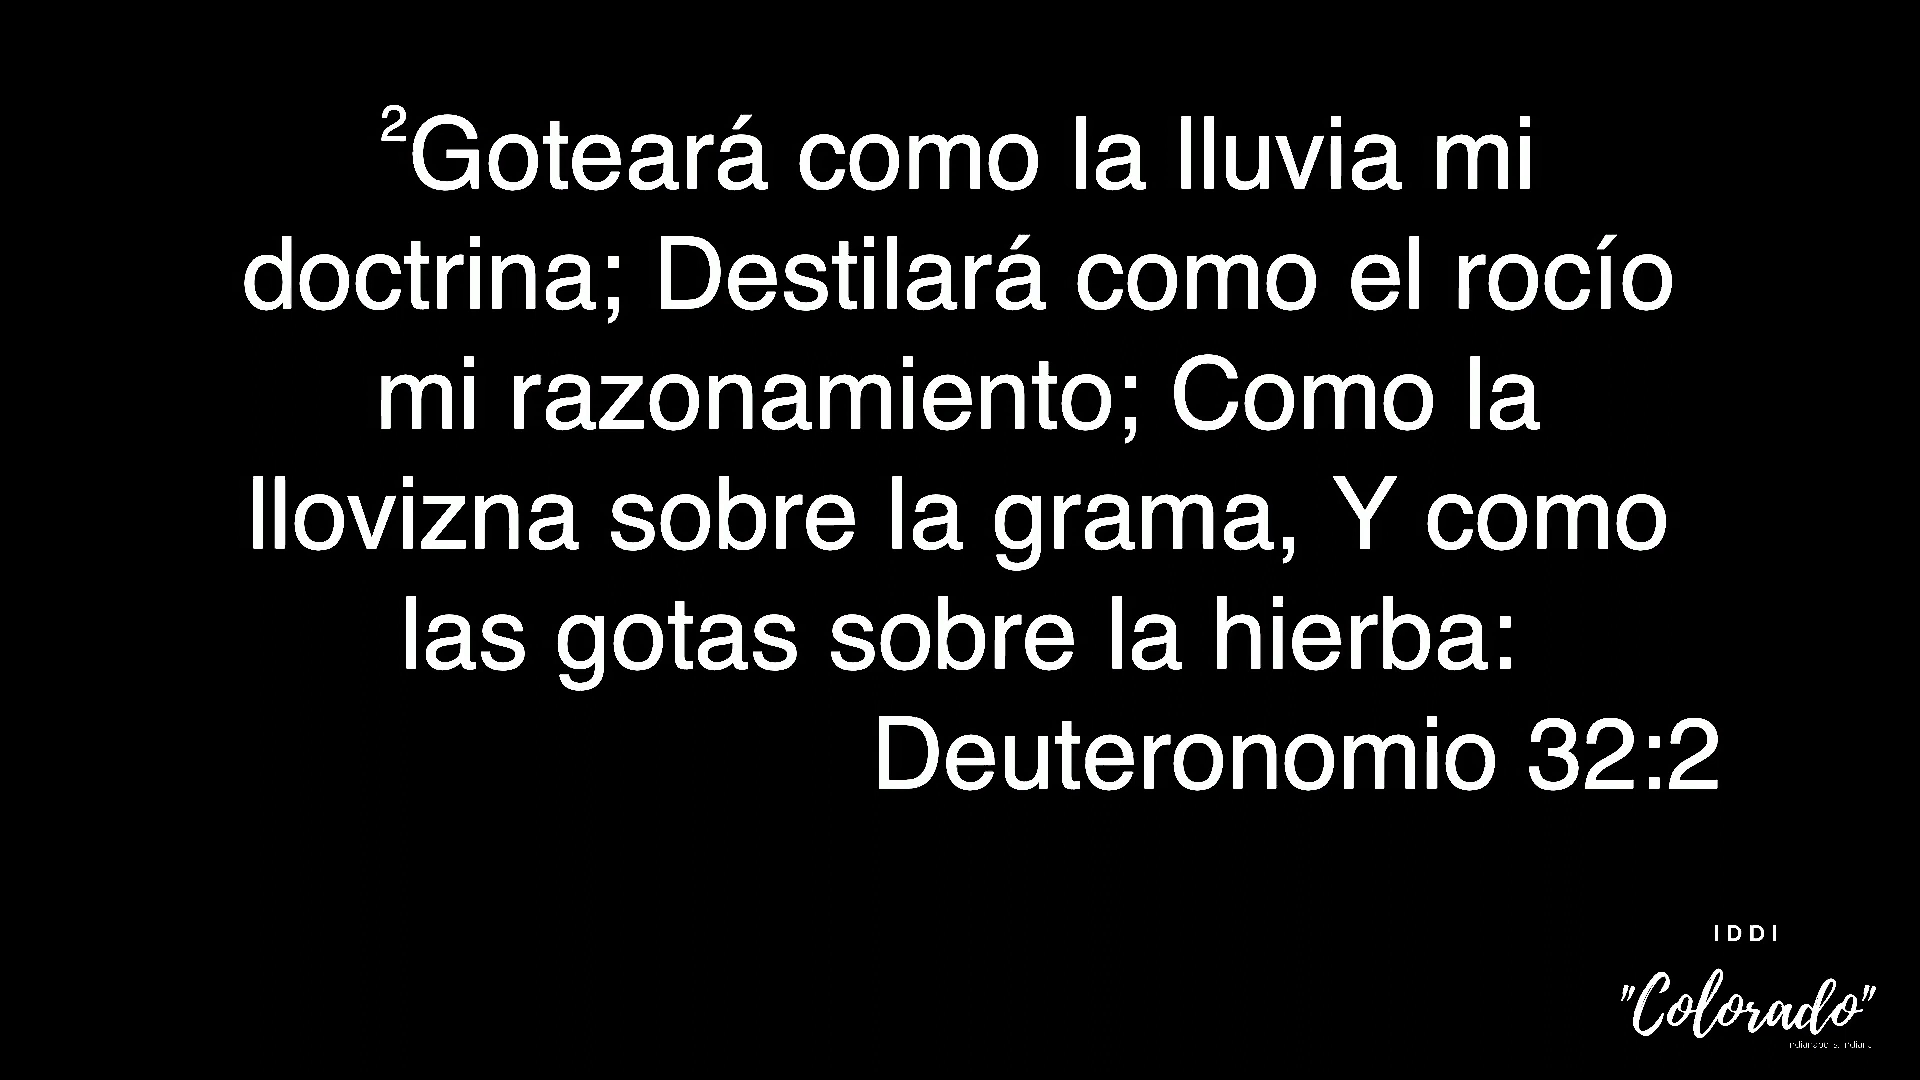 ²Goteará como la lluvia mi
doctrina; Destilará como el rocío
mi razonamiento; Como la
llovizna sobre la grama, Y como
las gotas sobre la hierba:
Deuteronomio 32:2
IDDI
"Colorado"